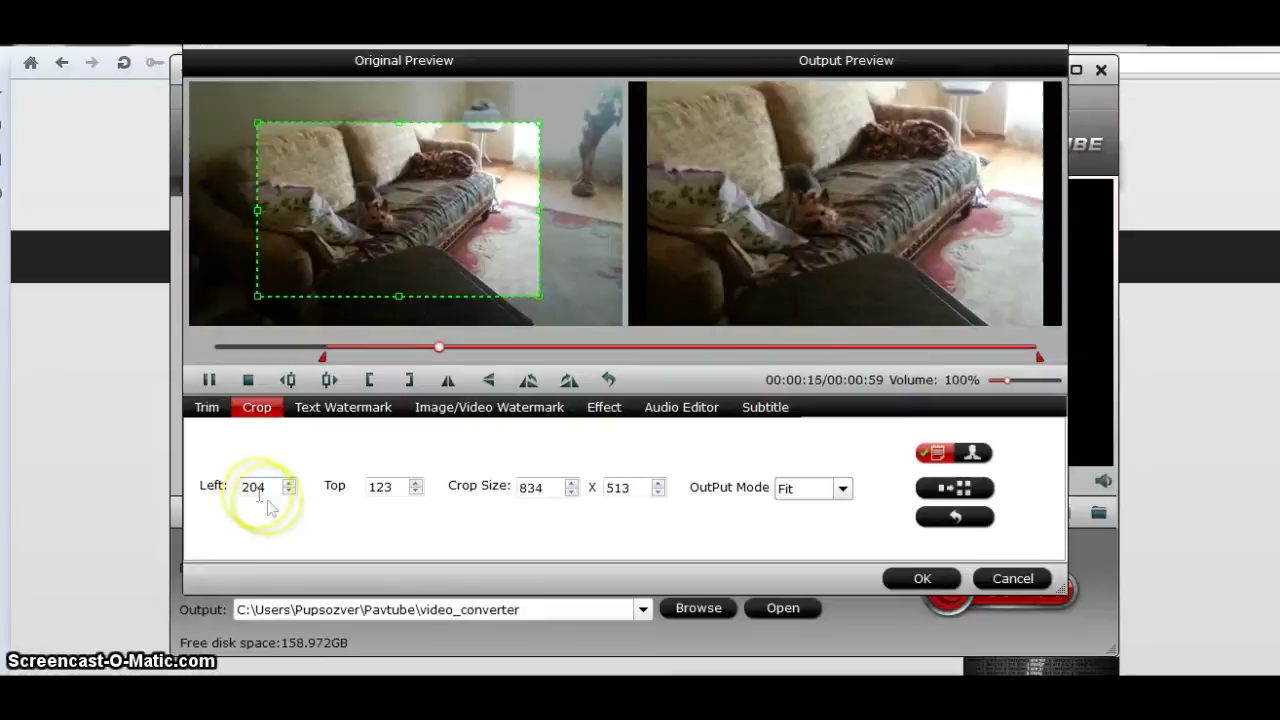 Original Preview
Output Preview
BE
00:00:15/00:00:59 Volume: 100%
Trim Crop Text Watermark Image/Video Watermark Effect Audio Editor Subtitle
Left: 204 Top 123 Crop Size: 834 X 513 OutPut Mode Fit
OK Cancel
Output: C:\Users\Pupsozver\Pavtube\video_converter Browse Open
Free disk space:158.972GB
Screencast-O-Matic.com